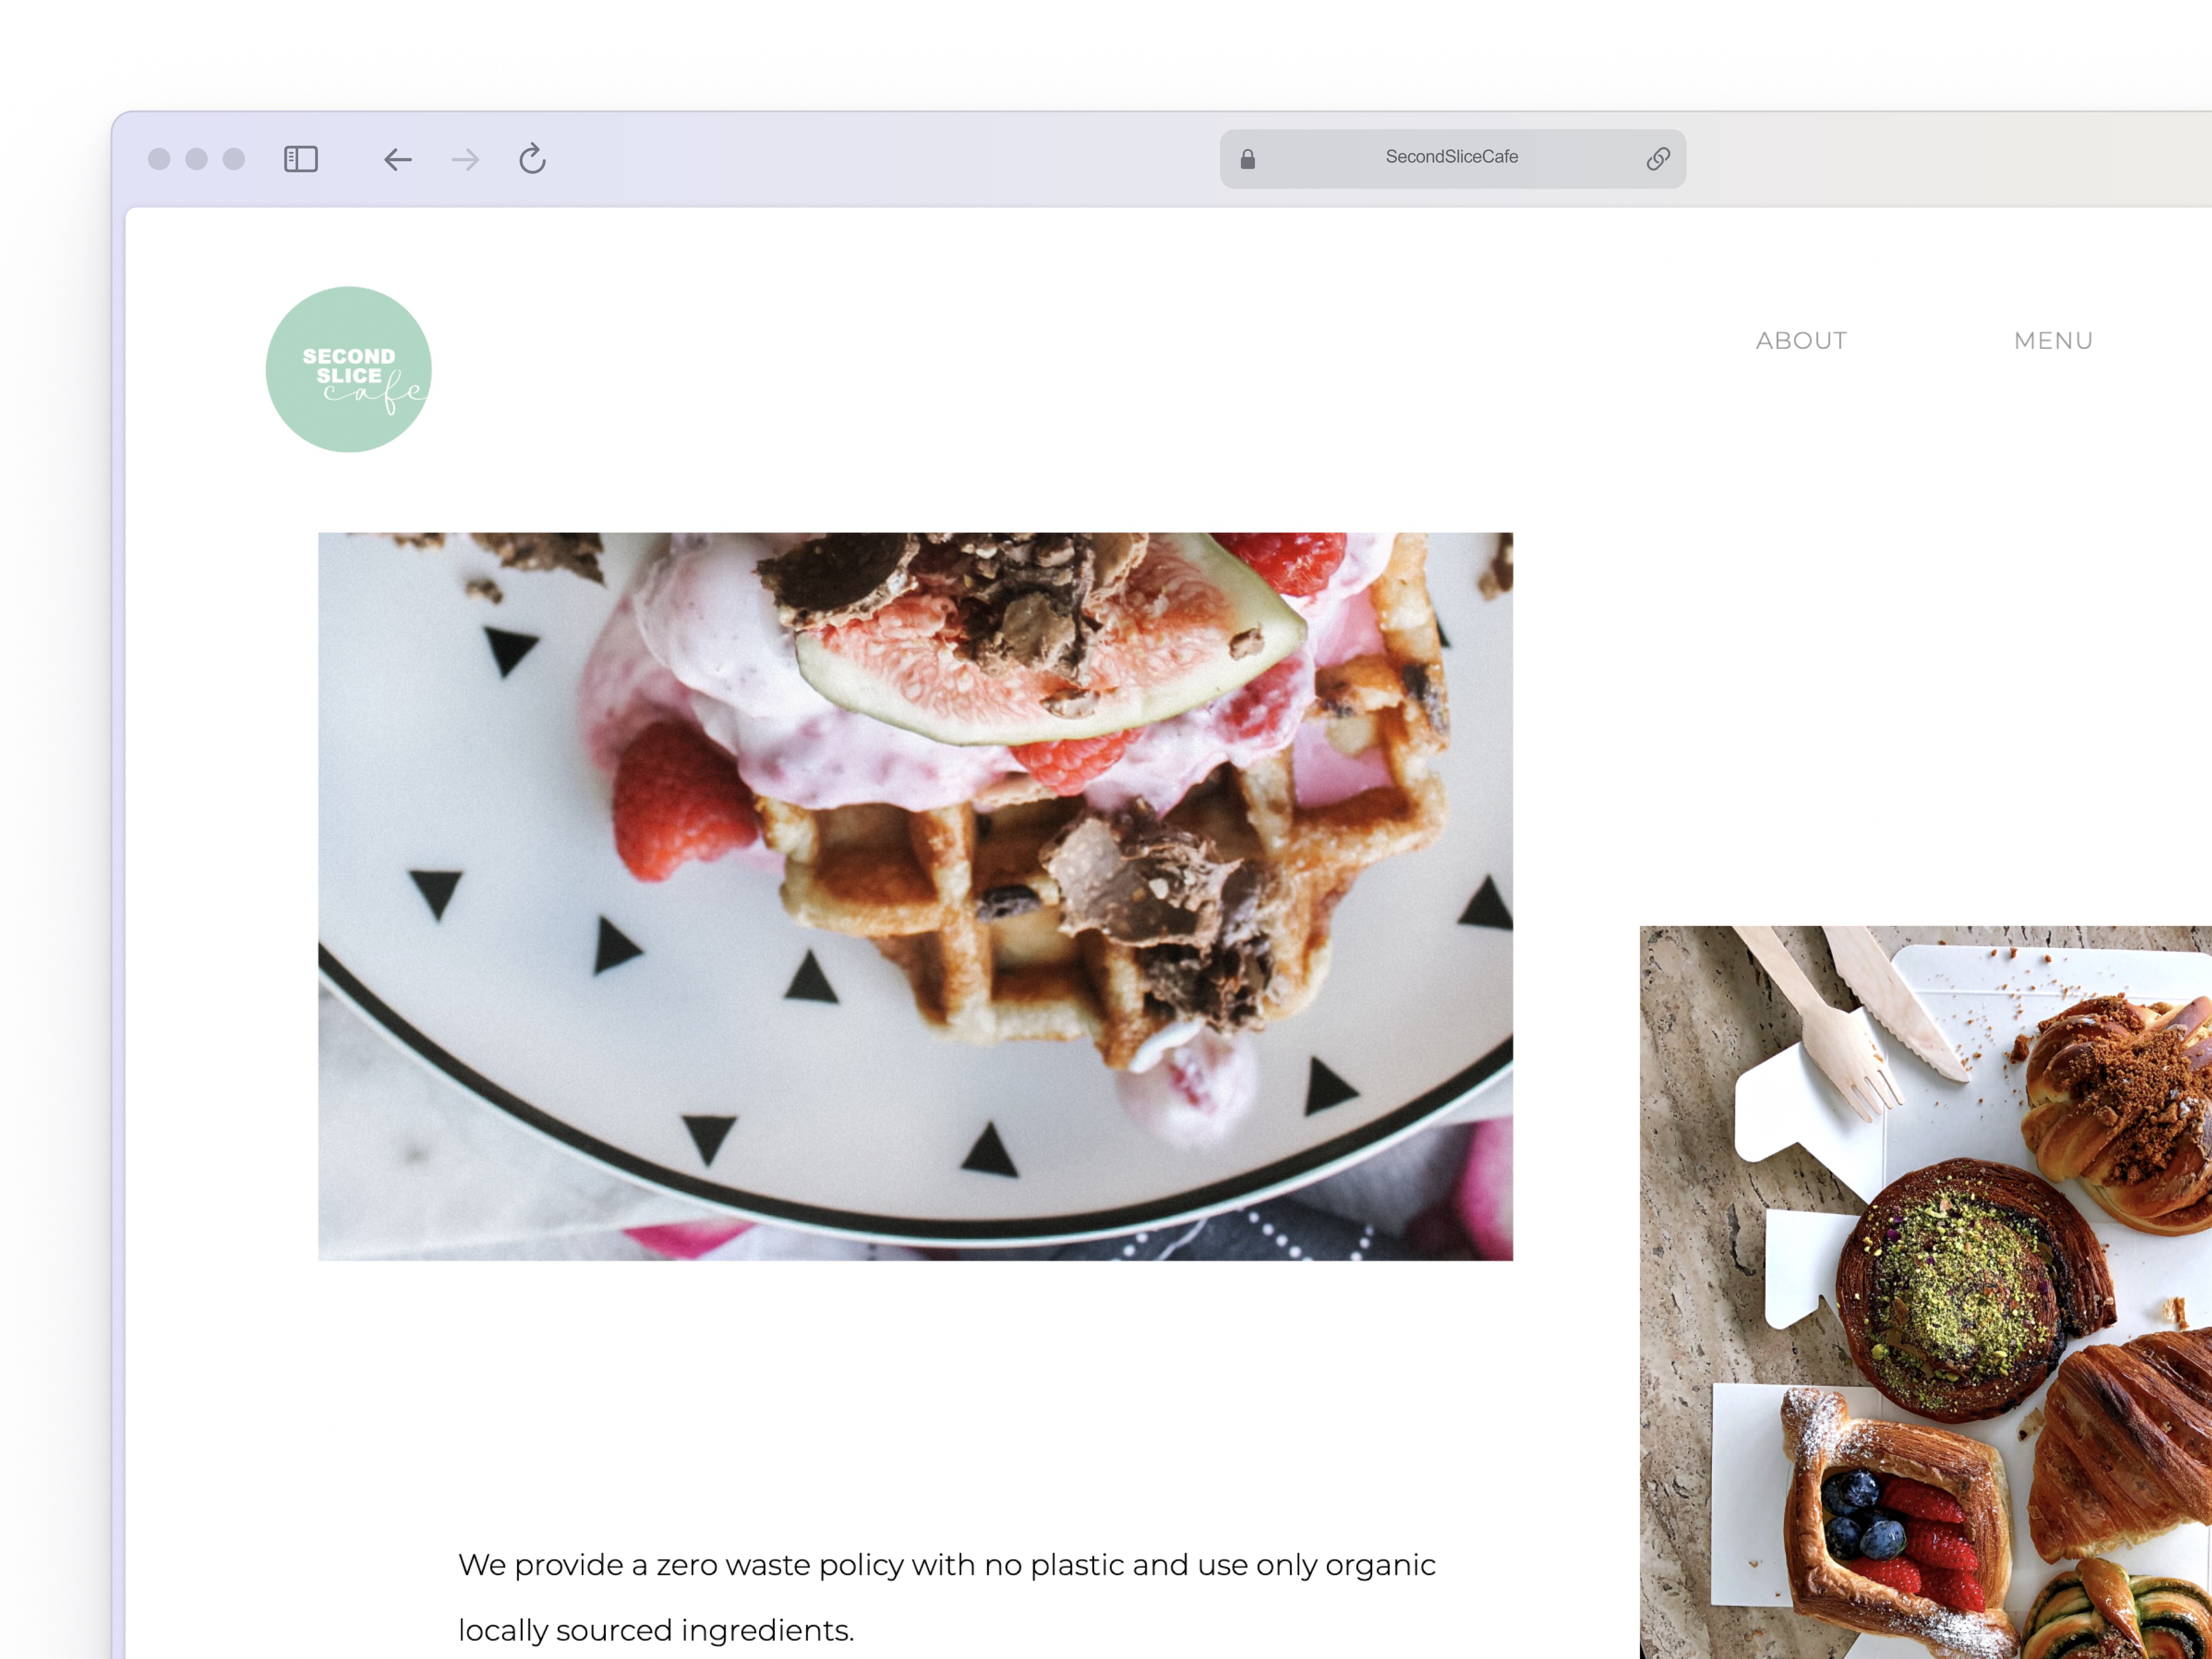 SecondSliceCafe
SECOND
SLICE
cafe
ABOUT
MENU
We provide a zero waste policy with no plastic and use only organic
locally sourced ingredients.